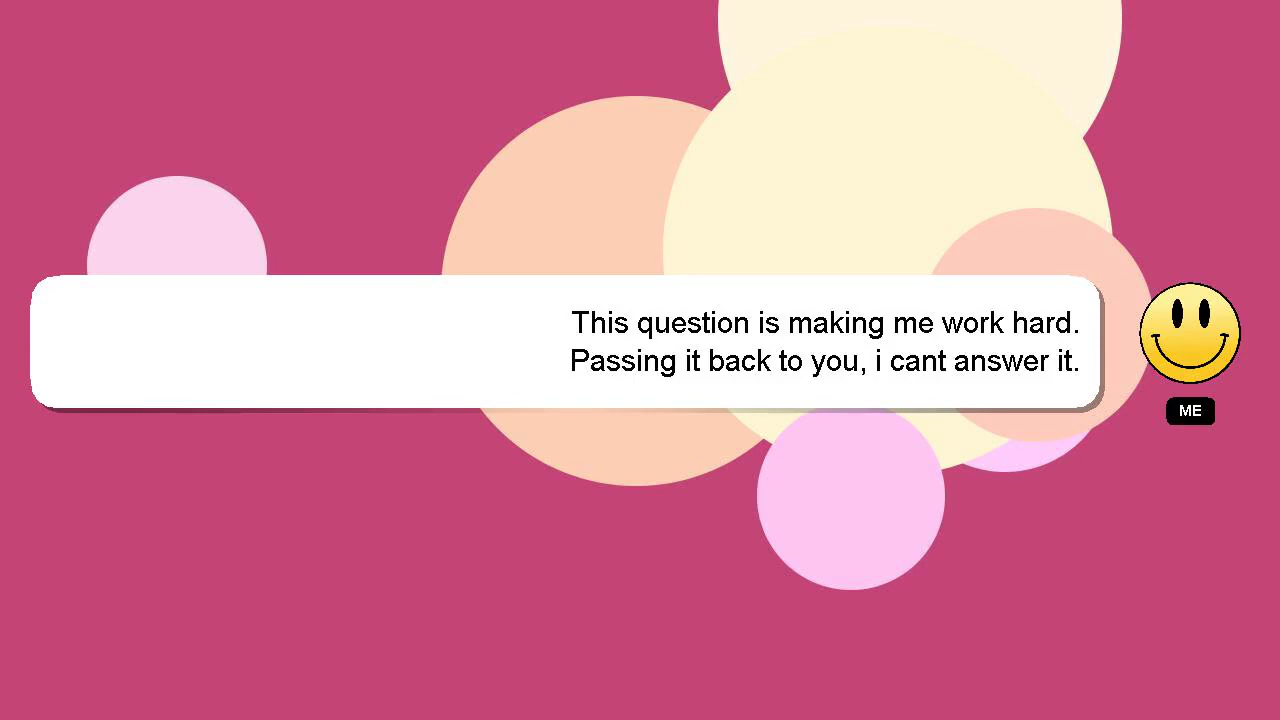 This question is making me work hard.
Passing it back to you, i cant answer it.
ME